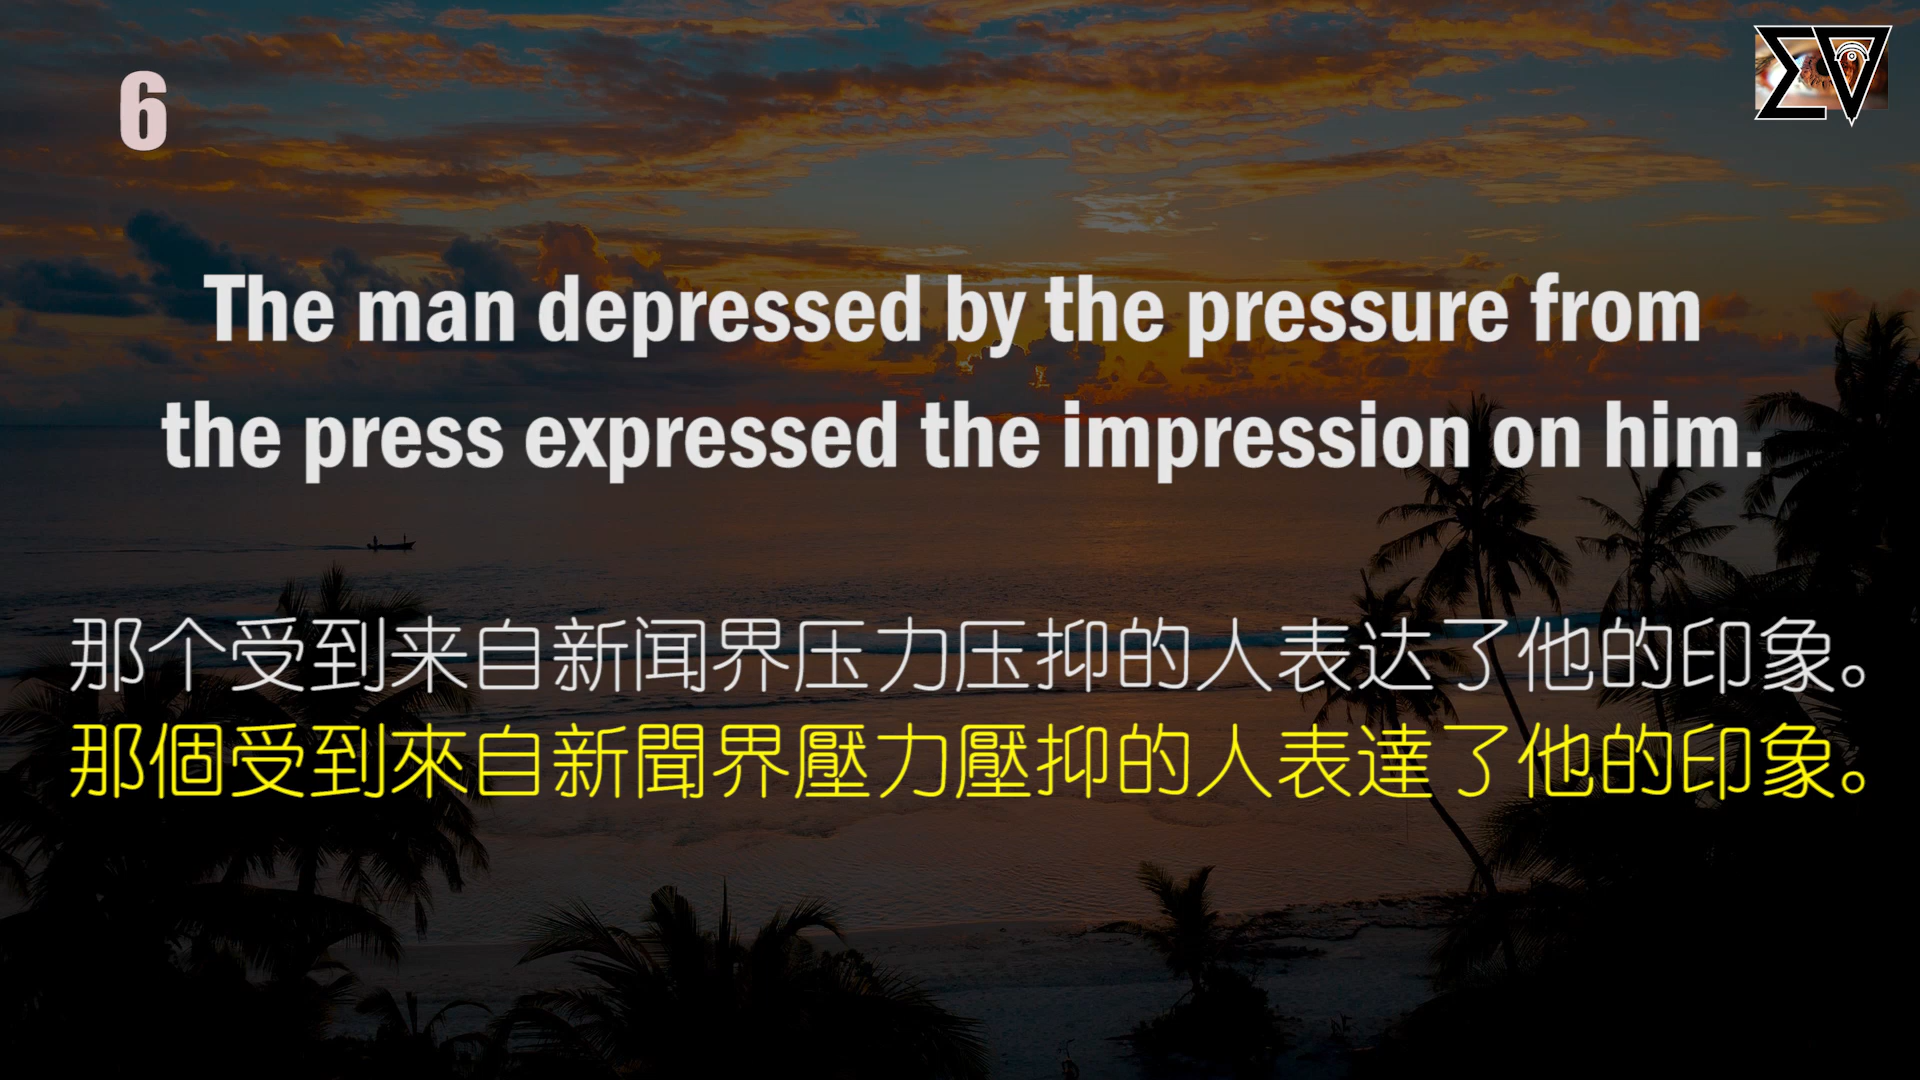 6
The man depressed by the pressure from
the press expressed the impression on him.
那个受到来自新闻界压力压抑的人表达了他的印象。
那個受到來自新聞界壓力壓抑的人表達了他的印象。